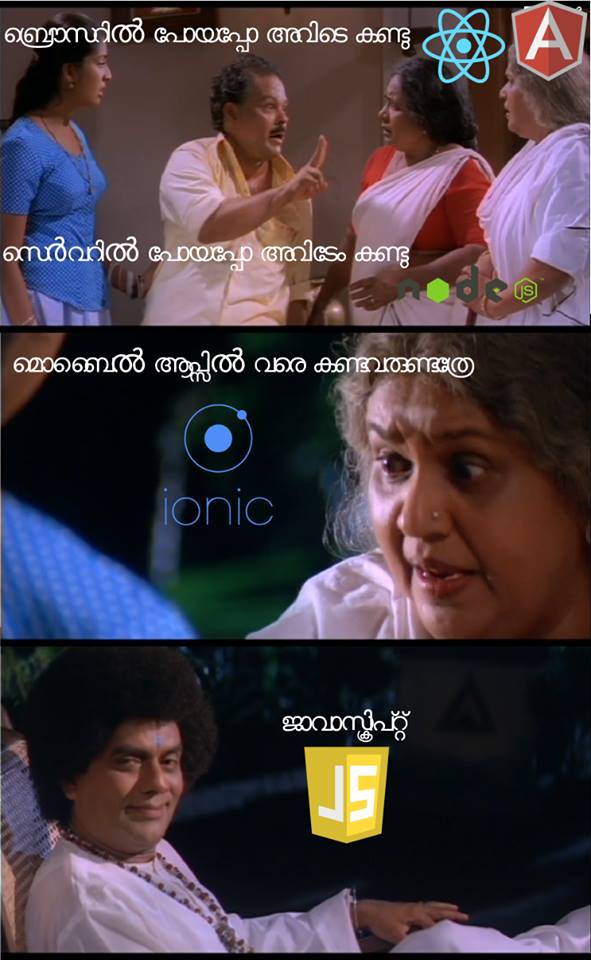 ബ്രൌസറിൽ പോയപ്പോ അവിടെ കണ്ടു
A
സെർവറിൽ പോയപ്പോ അവിടേം കണ്ടു
node JS
മൊബൈൽ ആപ്സിൽ വരെ കണ്ടവരുണ്ടത്രേ
ionic
ജാവാസ്ക്രിപ്റ്റ്
JS